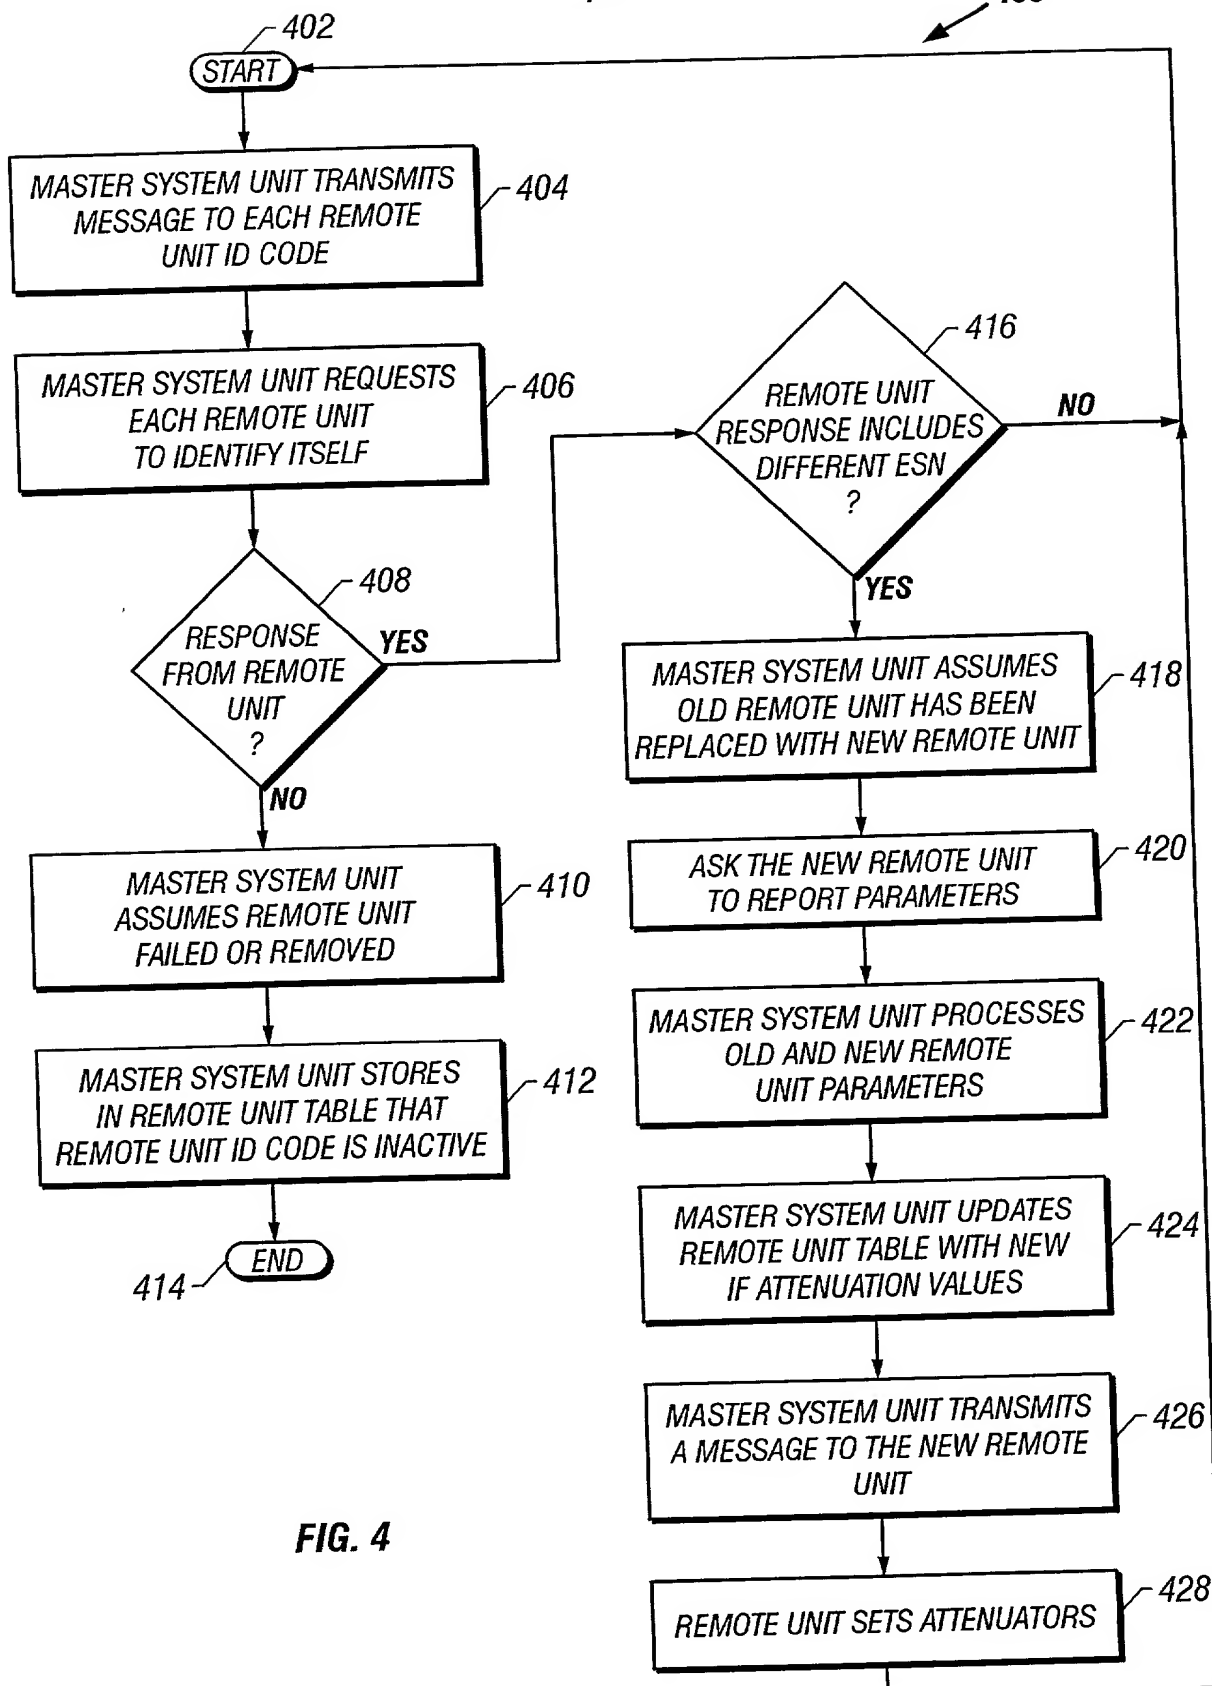 402
START
MASTER SYSTEM UNIT TRANSMITS
MESSAGE TO EACH REMOTE
UNIT ID CODE
404
MASTER SYSTEM UNIT REQUESTS
EACH REMOTE UNIT
TO IDENTIFY ITSELF
406
408
RESPONSE
FROM REMOTE
UNIT
?
YES
NO
MASTER SYSTEM UNIT
ASSUMES REMOTE UNIT
FAILED OR REMOVED
410
MASTER SYSTEM UNIT STORES
IN REMOTE UNIT TABLE THAT
REMOTE UNIT ID CODE IS INACTIVE
412
END
414
416
REMOTE UNIT
RESPONSE INCLUDES
DIFFERENT ESN
?
NO
YES
MASTER SYSTEM UNIT ASSUMES
OLD REMOTE UNIT HAS BEEN
REPLACED WITH NEW REMOTE UNIT
418
ASK THE NEW REMOTE UNIT
TO REPORT PARAMETERS
420
MASTER SYSTEM UNIT PROCESSES
OLD AND NEW REMOTE
UNIT PARAMETERS
422
MASTER SYSTEM UNIT UPDATES
REMOTE UNIT TABLE WITH NEW
IF ATTENUATION VALUES
424
MASTER SYSTEM UNIT TRANSMITS
A MESSAGE TO THE NEW REMOTE
UNIT
426
REMOTE UNIT SETS ATTENUATORS
428
FIG. 4